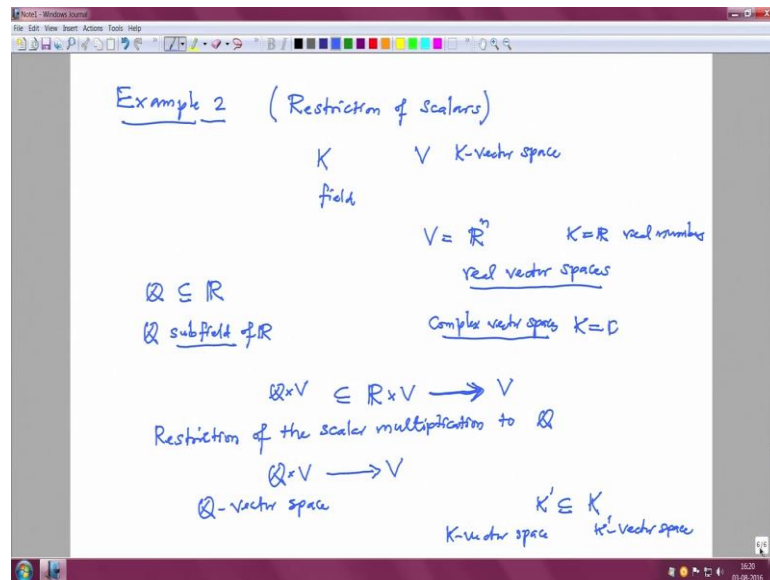 Note1 - Windows Journal
File Edit View Insert Actions Tools Help
Example 2 (Restriction of scalars)
K V K-vector space
field
V = ℝⁿ K = ℝ real numbers
real vector spaces
ℚ ⊆ ℝ
ℚ subfield of ℝ Complex vector spaces K = ℂ
ℚ×V ⊆ ℝ×V → V
Restriction of the scalar multiplication to ℚ
ℚ×V → V
ℚ-vector space K' ⊆ K
K-vector space K'-vector space
6/6
16:20
03-08-2016